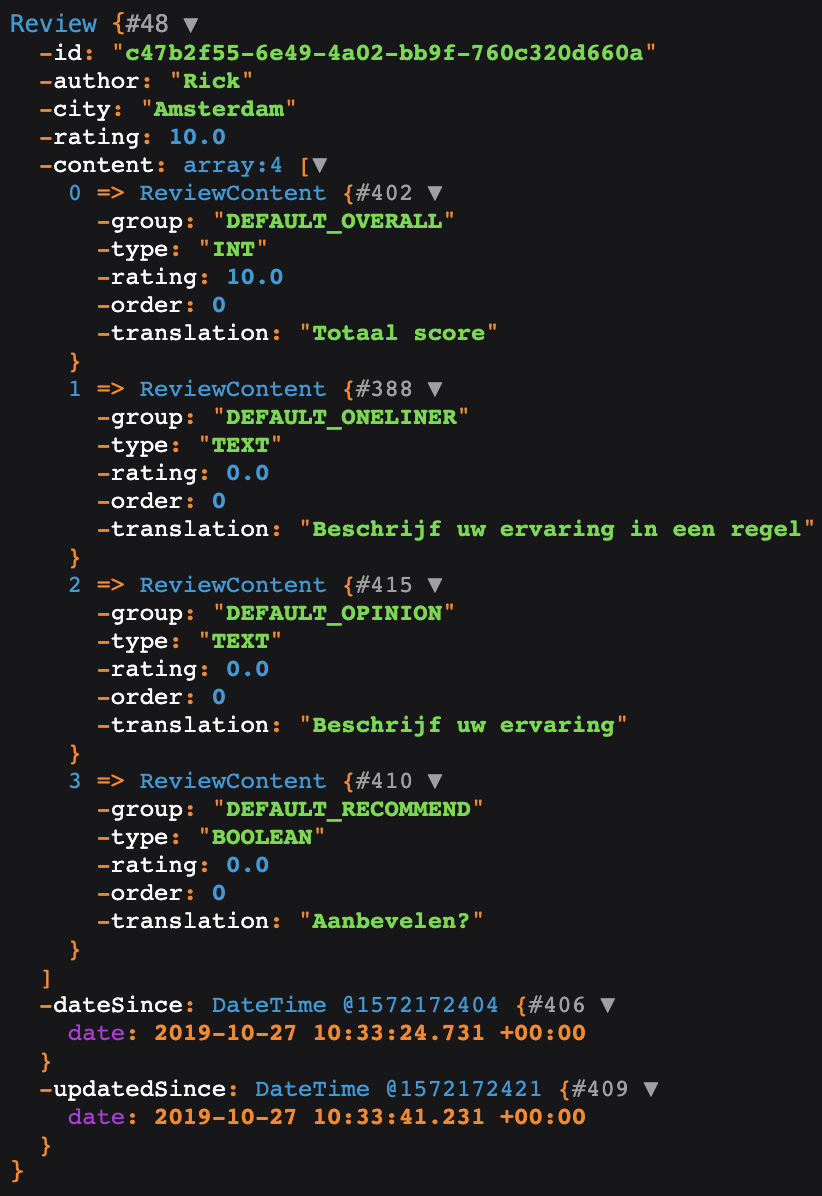 Review {#48 ▼
  -id: "c47b2f55-6e49-4a02-bb9f-760c320d660a"
  -author: "Rick"
  -city: "Amsterdam"
  -rating: 10.0
  -content: array:4 [▼
    0 => ReviewContent {#402 ▼
      -group: "DEFAULT_OVERALL"
      -type: "INT"
      -rating: 10.0
      -order: 0
      -translation: "Totaal score"
    }
    1 => ReviewContent {#388 ▼
      -group: "DEFAULT_ONELINER"
      -type: "TEXT"
      -rating: 0.0
      -order: 0
      -translation: "Beschrijf uw ervaring in een regel"
    }
    2 => ReviewContent {#415 ▼
      -group: "DEFAULT_OPINION"
      -type: "TEXT"
      -rating: 0.0
      -order: 0
      -translation: "Beschrijf uw ervaring"
    }
    3 => ReviewContent {#410 ▼
      -group: "DEFAULT_RECOMMEND"
      -type: "BOOLEAN"
      -rating: 0.0
      -order: 0
      -translation: "Aanbevelen?"
    }
  ]
  -dateSince: DateTime @1572172404 {#406 ▼
    date: 2019-10-27 10:33:24.731 +00:00
  }
  -updatedSince: DateTime @1572172421 {#409 ▼
    date: 2019-10-27 10:33:41.231 +00:00
  }
}